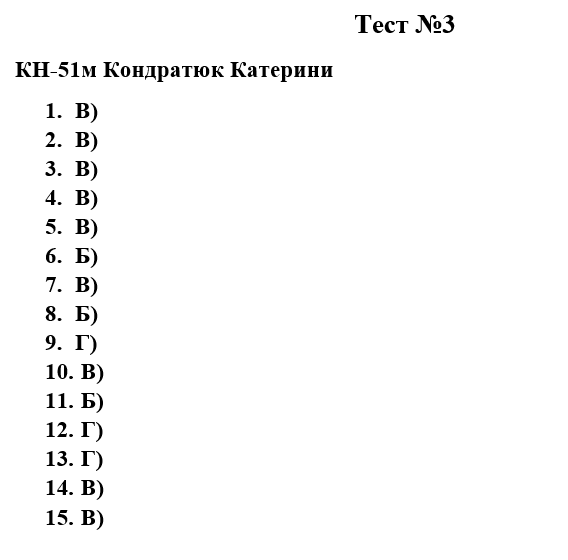 Тест №3
КН-51м Кондратюк Катерини
1. В)
2. В)
3. В)
4. В)
5. В)
6. Б)
7. В)
8. Б)
9. Г)
10. В)
11. Б)
12. Г)
13. Г)
14. В)
15. В)